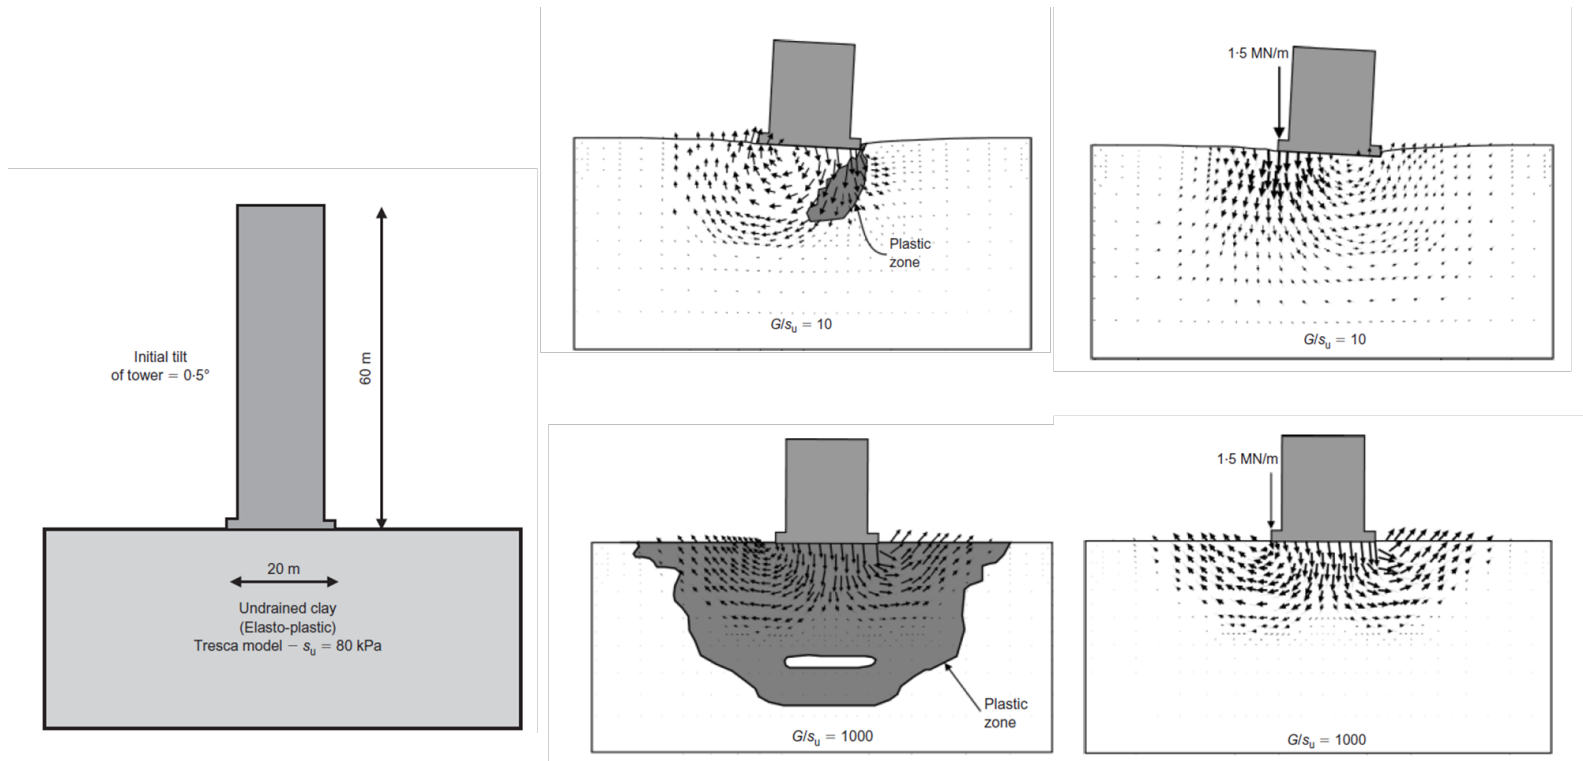 Initial tilt
of tower = 0·5°
60 m
20 m
Undrained clay
(Elasto-plastic)
Tresca model – su = 80 kPa
Plastic
zone
G/su = 10
1·5 MN/m
G/su = 10
Plastic
zone
G/su = 1000
1·5 MN/m
G/su = 1000